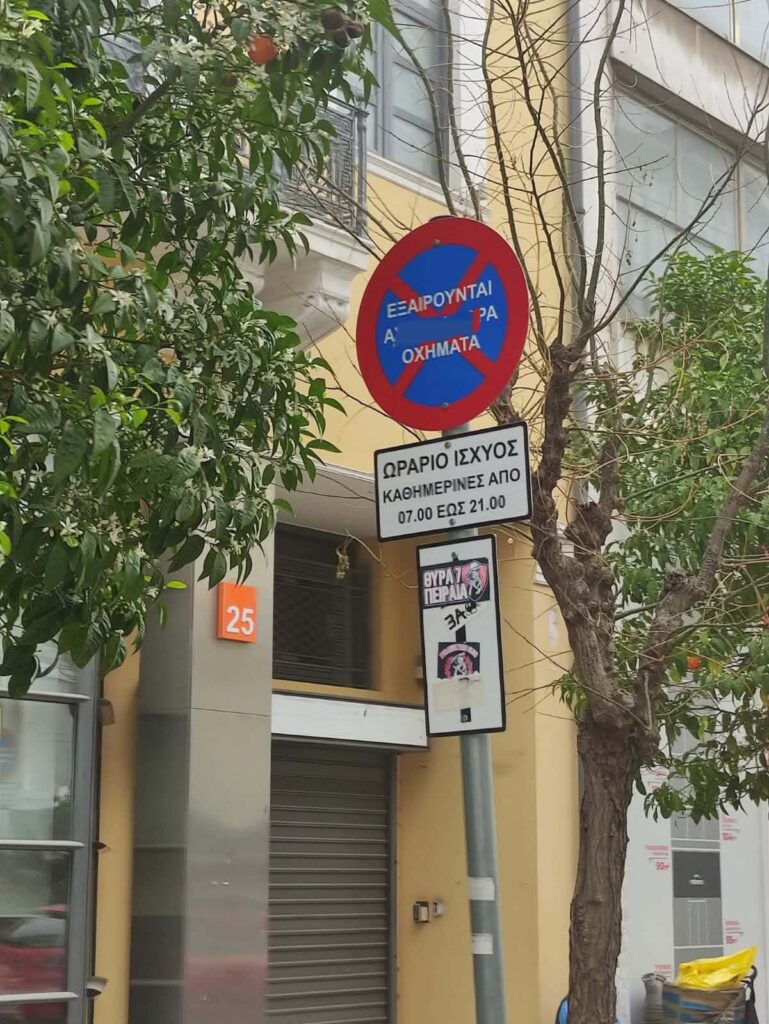 ΕΞΑΙΡΟΥΝΤΑΙ
ΟΧΗΜΑΤΑ
ΩΡΑΡΙΟ ΙΣΧΥΟΣ
ΚΑΘΗΜΕΡΙΝΕΣ ΑΠΟ
07.00 ΕΩΣ 21.00
ΘΥΡΑ 7
ΠΕΙΡΑΙΑ
25